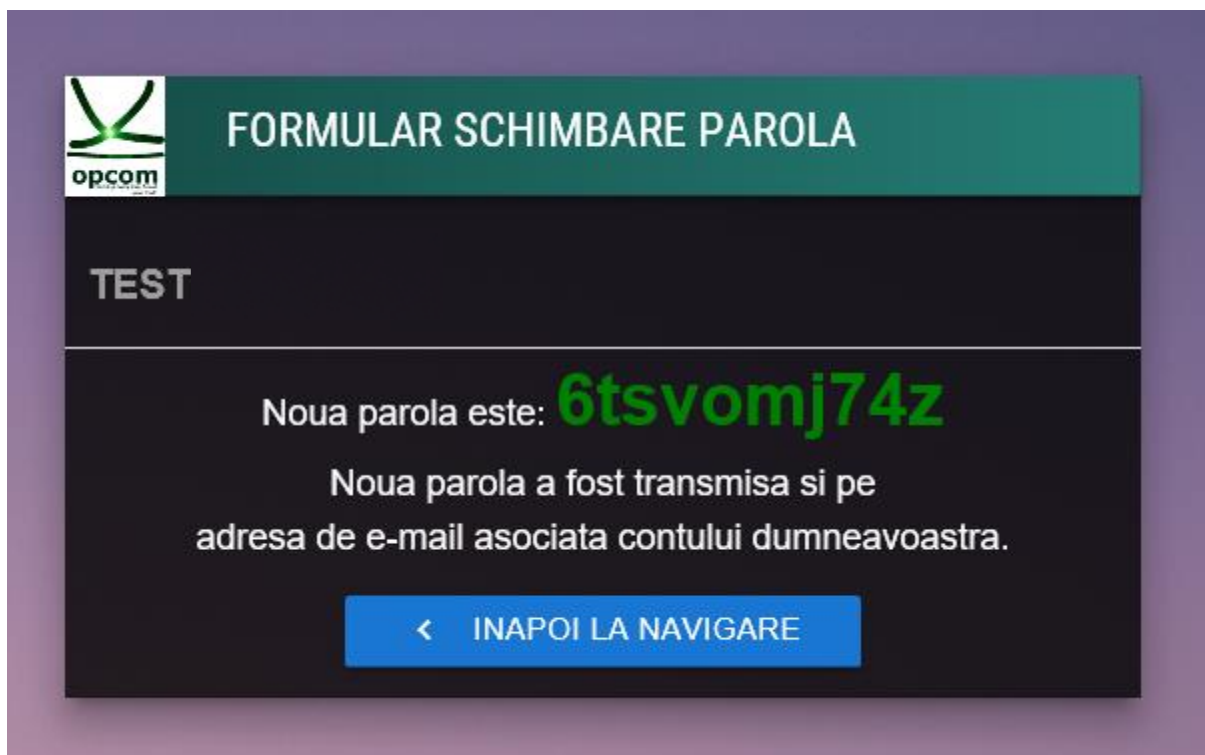 FORMULAR SCHIMBARE PAROLA
opcom
TEST
Noua parola este: 6tsvomj74z
Noua parola a fost transmisa si pe
adresa de e-mail asociata contului dumneavoastra.
INAPOI LA NAVIGARE